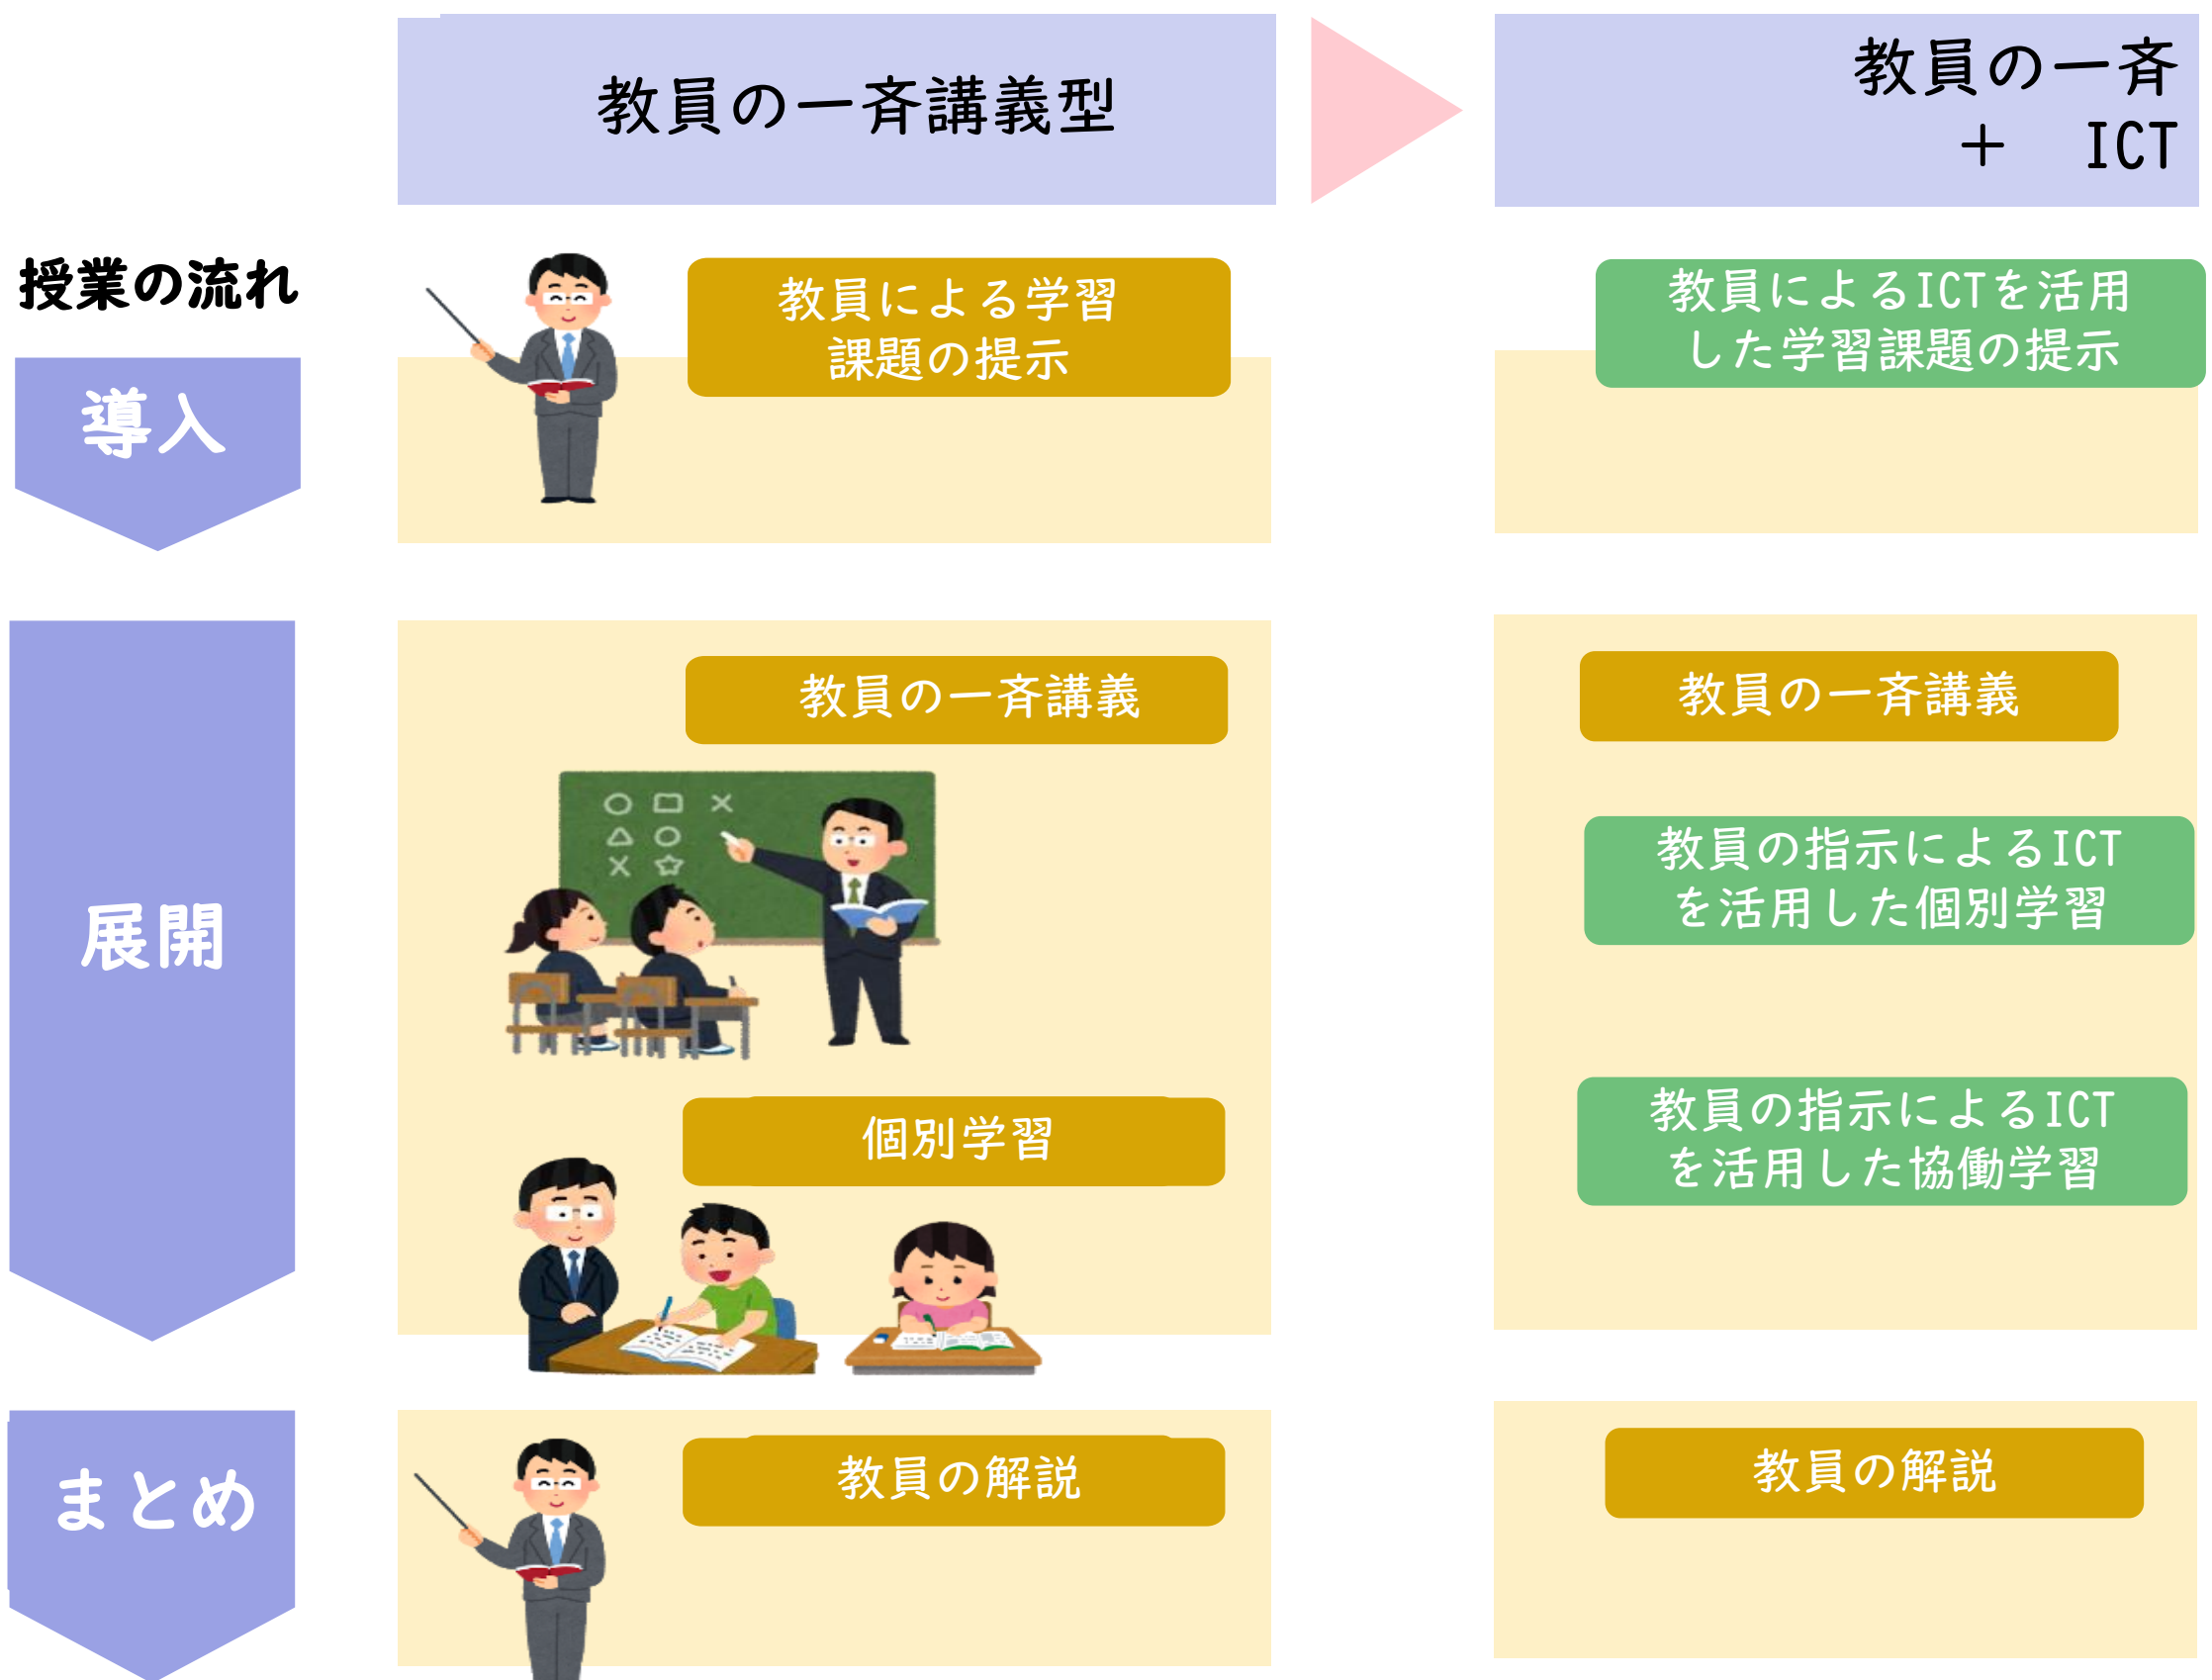 教員の一斉講義型
教員の一斉
＋　ICT
授業の流れ
導入
教員による学習
課題の提示
教員によるICTを活用
した学習課題の提示
展開
教員の一斉講義
個別学習
教員の一斉講義
教員の指示によるICT
を活用した個別学習
教員の指示によるICT
を活用した協働学習
まとめ
教員の解説
教員の解説